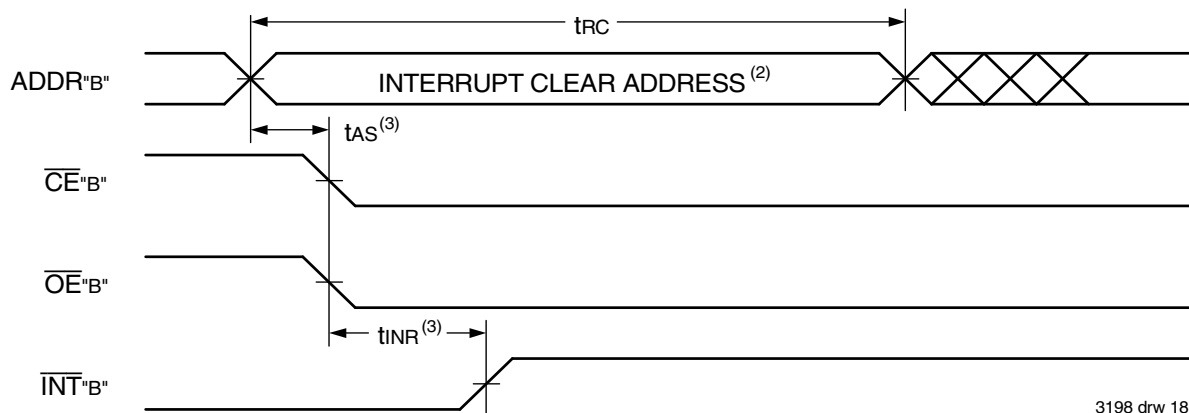 tRC
ADDR"B"
INTERRUPT CLEAR ADDRESS(2)
tAS(3)
CE"B"
OE"B"
tINR(3)
INT"B"
3198 drw 18